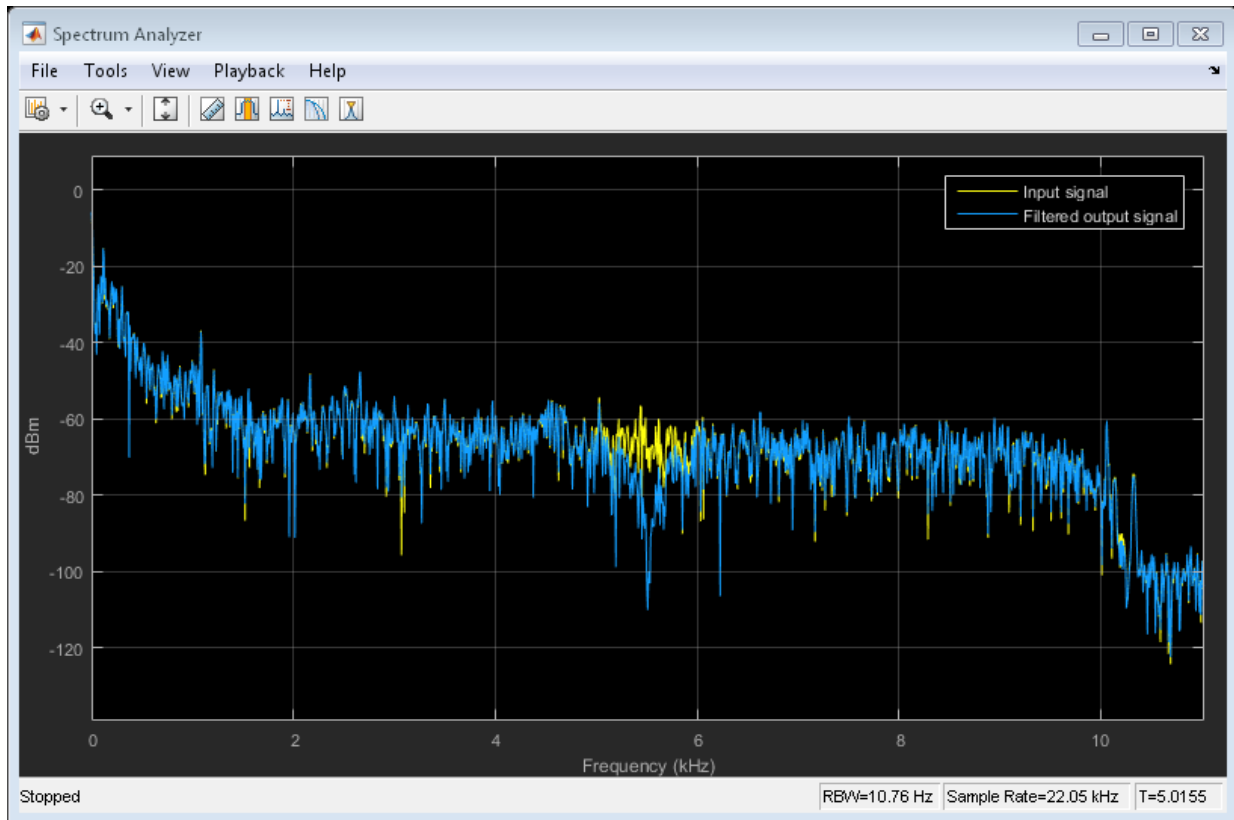 Spectrum Analyzer
File Tools View Playback Help
Input signal
Filtered output signal
0
-20
-40
-60
-80
-100
-120
dBm
0 2 4 6 8 10
Frequency (kHz)
Stopped RBW=10.76 Hz Sample Rate=22.05 kHz T=5.0155